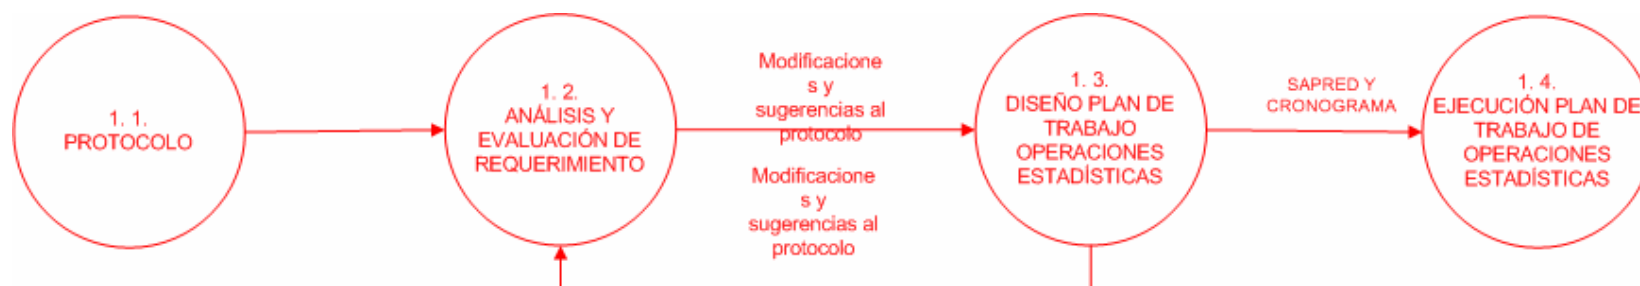 1. 1.
PROTOCOLO
1. 2.
ANÁLISIS Y
EVALUACIÓN DE
REQUERIMIENTO
Modificacione
s y
sugerencias al
protocolo
Modificacione
s y
sugerencias al
protocolo
1. 3.
DISEÑO PLAN DE
TRABAJO
OPERACIONES
ESTADÍSTICAS
SAPRED Y
CRONOGRAMA
1. 4.
EJECUCIÓN PLAN DE
TRABAJO DE
OPERACIONES
ESTADÍSTICAS